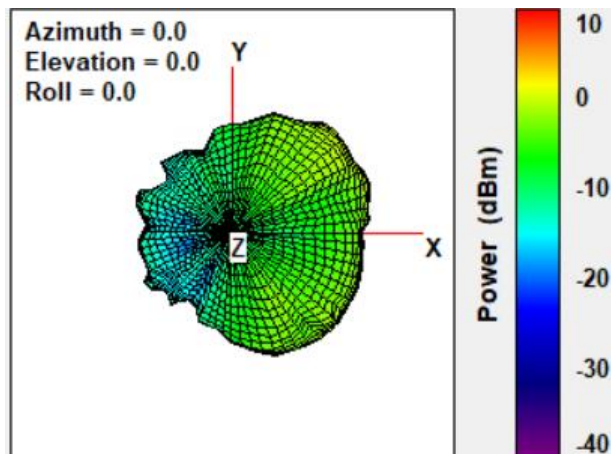 Azimuth = 0.0
Elevation = 0.0
Roll = 0.0
Y
Z
X
Power (dBm)
10
0
-10
-20
-30
-40